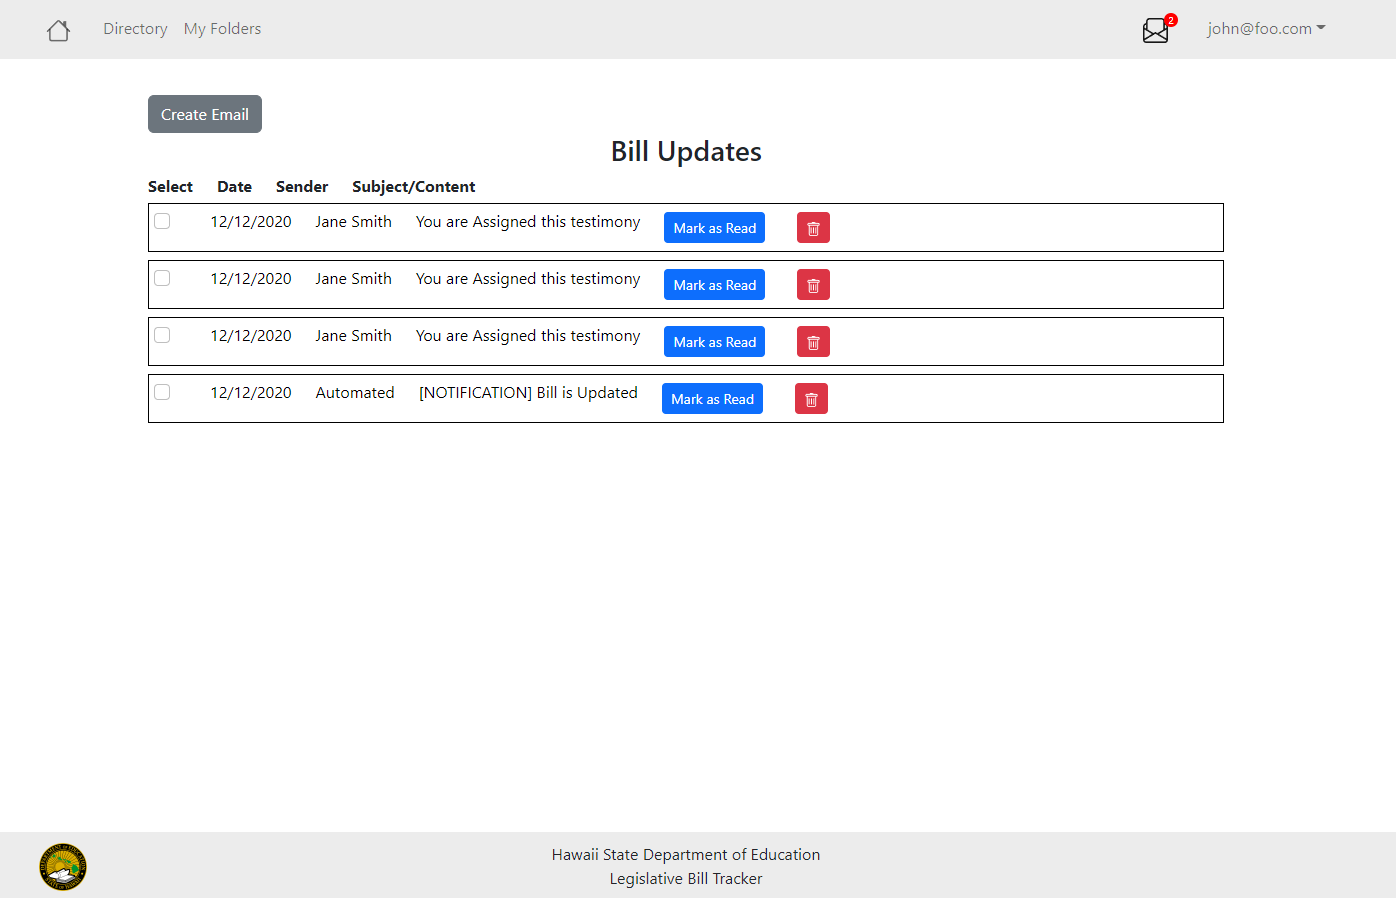 Directory My Folders 2 john@foo.com
Create Email
Bill Updates
Select Date Sender Subject/Content
12/12/2020 Jane Smith You are Assigned this testimony Mark as Read
12/12/2020 Jane Smith You are Assigned this testimony Mark as Read
12/12/2020 Jane Smith You are Assigned this testimony Mark as Read
12/12/2020 Automated [NOTIFICATION] Bill is Updated Mark as Read
Hawaii State Department of Education
Legislative Bill Tracker